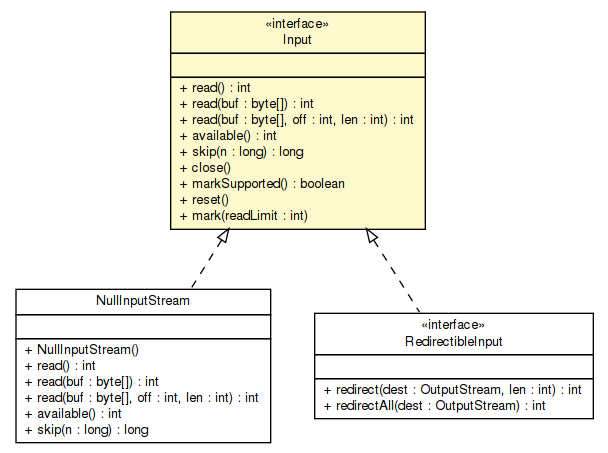 «interface»
Input
+ read() : int
+ read(buf : byte[]) : int
+ read(buf : byte[], off : int, len : int) : int
+ available() : int
+ skip(n : long) : long
+ close()
+ markSupported() : boolean
+ reset()
+ mark(readLimit : int)
NullInputStream
+ NullInputStream()
+ read() : int
+ read(buf : byte[]) : int
+ read(buf : byte[], off : int, len : int) : int
+ available() : int
+ skip(n : long) : long
«interface»
RedirectibleInput
+ redirect(dest : OutputStream, len : int) : int
+ redirectAll(dest : OutputStream) : int